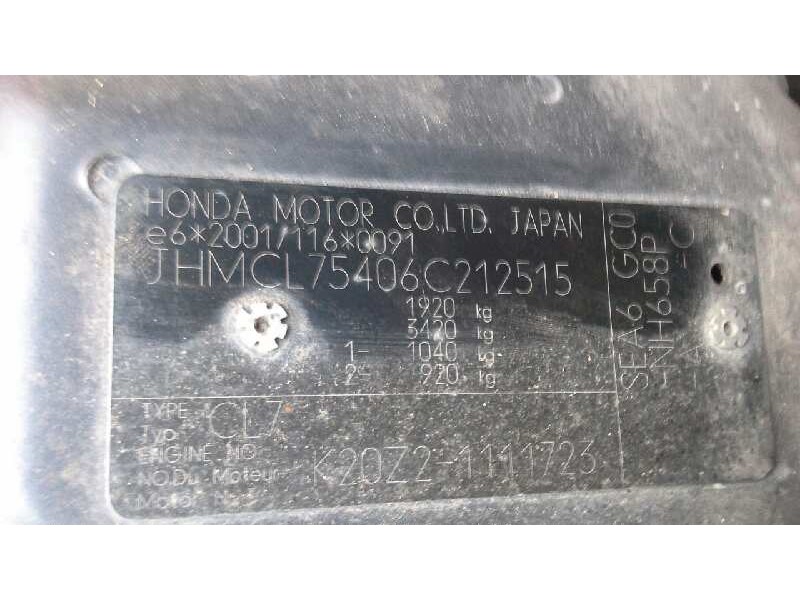 HONDA MOTOR CO.,LTD. JAPAN
e6*2001/116*0091
JHMCL75406C212515
1920 kg
3420 kg
1- 1040 kg
2- 920 kg
TYPE
Typ CL7
ENGINE NO.
NO.Du Moteur K20Z2-1111723
Motor
SEA6 GC0
-NH658P -C
-A